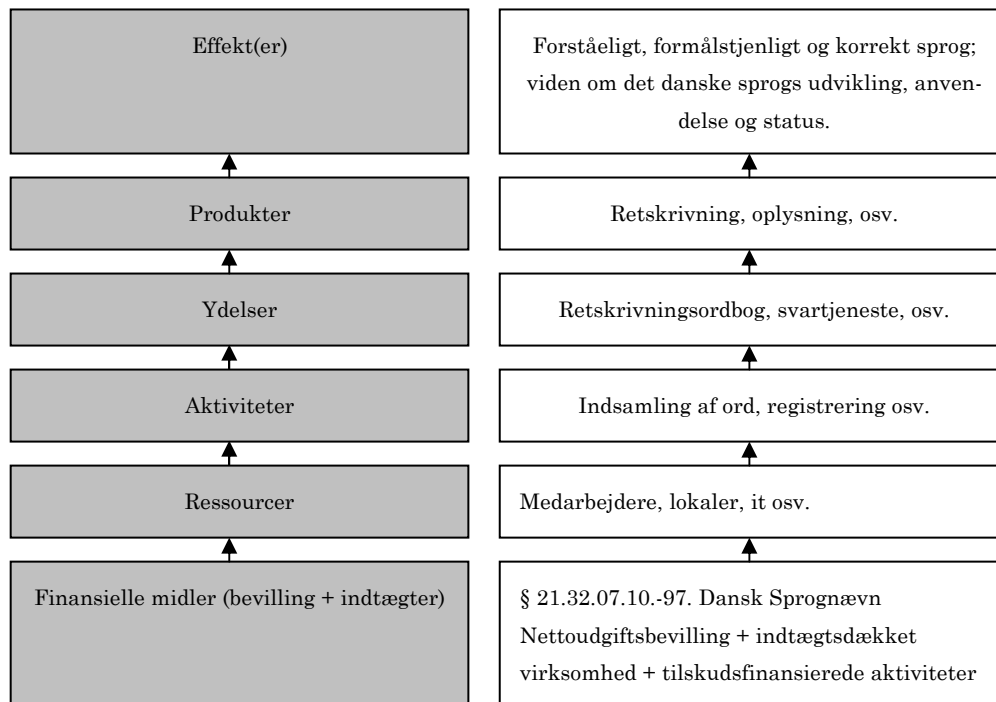 Effekt(er)
Forståeligt, formålstjenligt og korrekt sprog;
viden om det danske sprogs udvikling, anven-
delse og status.
Produkter
Retskrivning, oplysning, osv.
Ydelser
Retskrivningsordbog, svartjeneste, osv.
Aktiviteter
Indsamling af ord, registrering osv.
Ressourcer
Medarbejdere, lokaler, it osv.
Finansielle midler (bevilling + indtægter)
§ 21.32.07.10.-97. Dansk Sprognævn
Nettoudgiftsbevilling + indtægtsdækket
virksomhed + tilskudsfinansierede aktiviteter